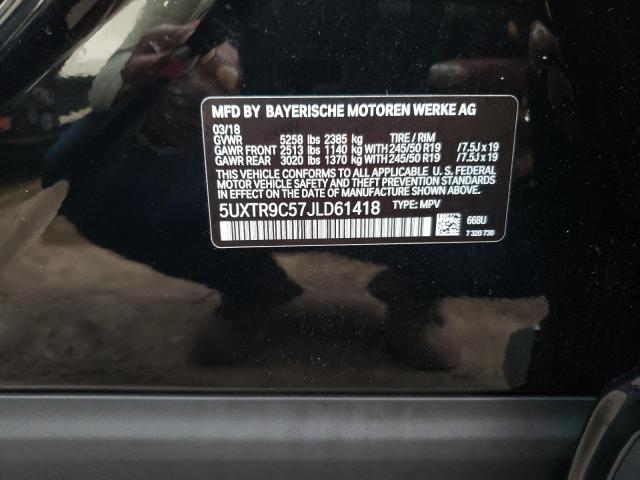 MFD BY BAYERISCHE MOTOREN WERKE AG
03/18
GVWR 5258 lbs 2385 kg TIRE / RIM
GAWR FRONT 2513 lbs 1140 kg WITH 245/50 R19 /7.5J x 19
GAWR REAR 3020 lbs 1370 kg WITH 245/50 R19 /7.5J x 19
THIS VEHICLE CONFORMS TO ALL APPLICABLE U. S. FEDERAL
MOTOR VEHICLE SAFETY, BUMPER, AND THEFT PREVENTION
STANDARDS IN EFFECT ON THE DATE OF MANUFACTURE SHOWN ABOVE.
5UXTR9C57JLD61418 TYPE: MPV
668U
7 320 730